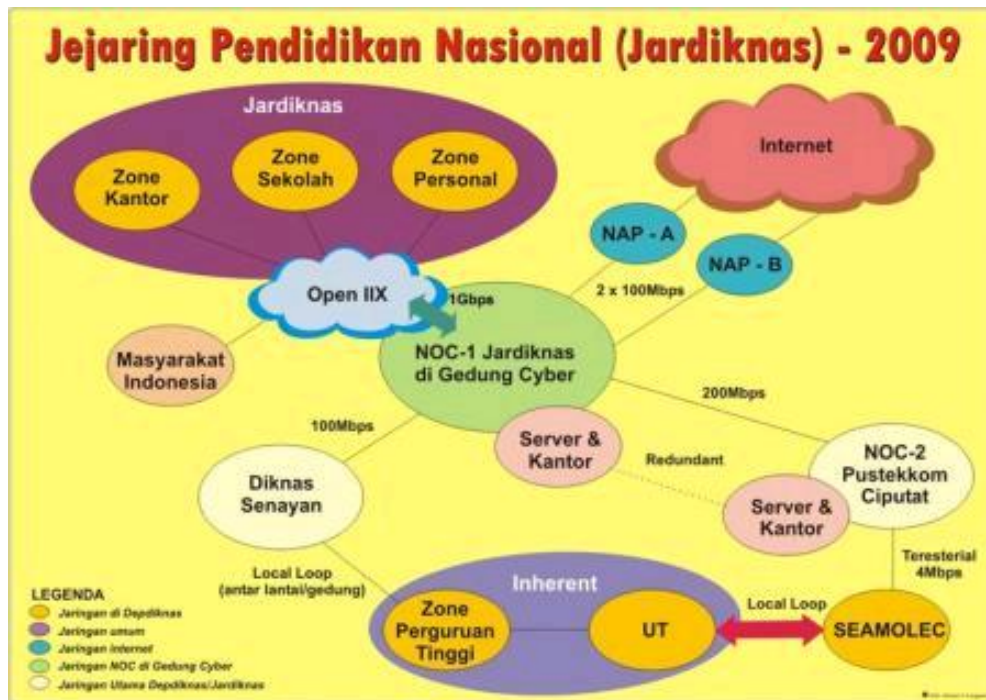 Jejaring Pendidikan Nasional (Jardiknas) - 2009
Jardiknas
Zone
Kantor
Zone
Sekolah
Zone
Personal
Internet
NAP - A
NAP - B
2 x 100Mbps
Open IIX
1Gbps
NOC-1 Jardiknas
di Gedung Cyber
Masyarakat
Indonesia
200Mbps
100Mbps
Server &
Kantor
Redundant
NOC-2
Pustekkom
Ciputat
Server &
Kantor
Diknas
Senayan
Teresterial
4Mbps
Local Loop
(antar lantai/gedung)
Inherent
Zone
Perguruan
Tinggi
UT
Local Loop
SEAMOLEC
LEGENDA
Jaringan di Depdiknas
Jaringan umum
Jaringan internet
Jaringan NOC di Gedung Cyber
Jaringan Utama Depdiknas/Jardiknas